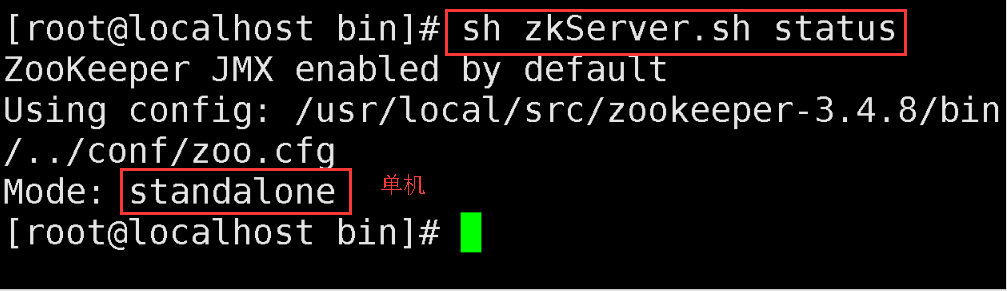 [root@localhost bin]# sh zkServer.sh status
ZooKeeper JMX enabled by default
Using config: /usr/local/src/zookeeper-3.4.8/bin
/../conf/zoo.cfg
Mode: standalone 单机
[root@localhost bin]#